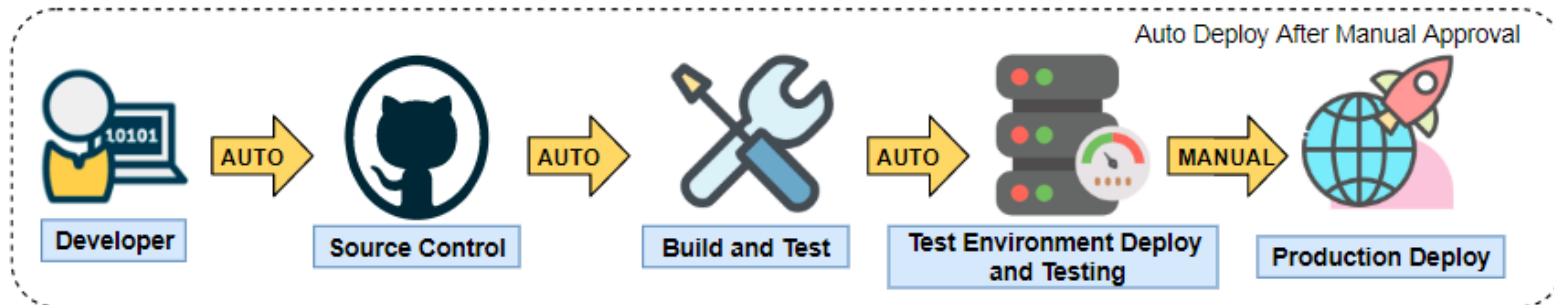 Auto Deploy After Manual Approval
10101
AUTO
AUTO
AUTO
MANUAL
Developer
Source Control
Build and Test
Test Environment Deploy
and Testing
Production Deploy